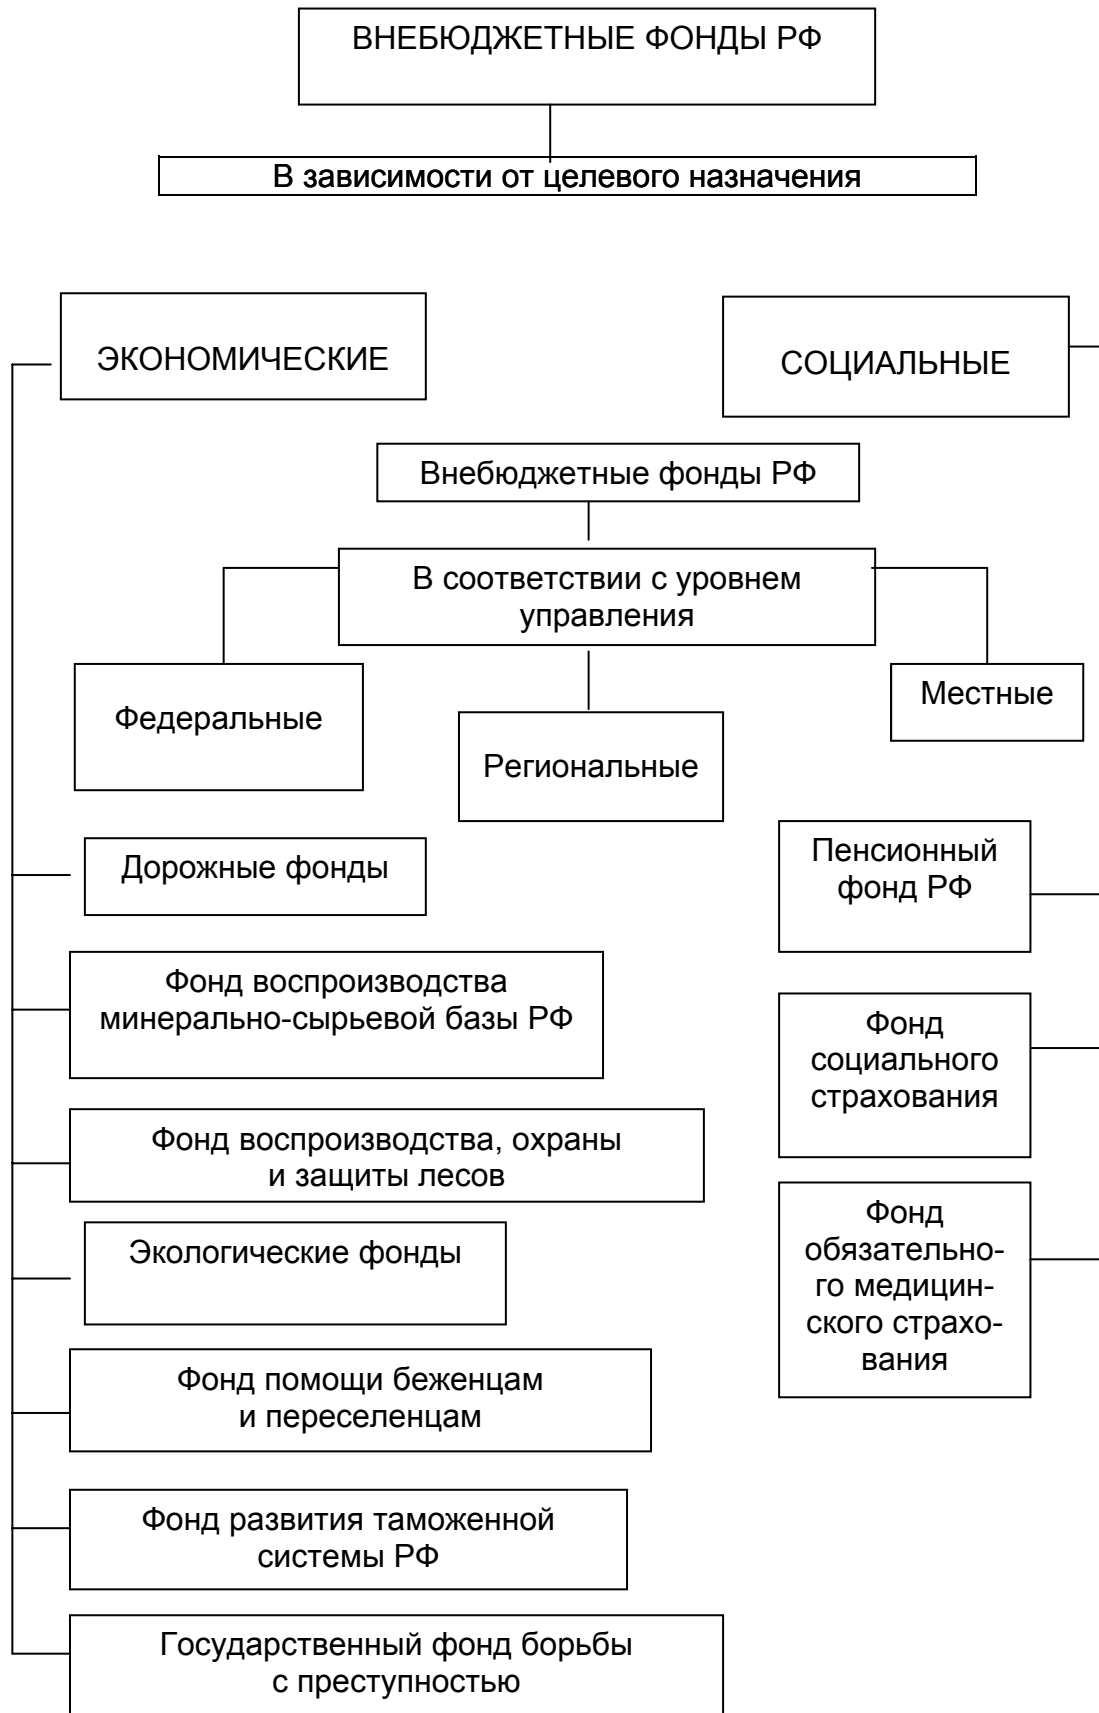 ВНЕБЮДЖЕТНЫЕ ФОНДЫ РФ
В зависимости от целевого назначения
ЭКОНОМИЧЕСКИЕ
СОЦИАЛЬНЫЕ
Внебюджетные фонды РФ
В соответствии с уровнем
управления
Федеральные
Региональные
Местные
Дорожные фонды
Фонд воспроизводства
минерально-сырьевой базы РФ
Фонд воспроизводства, охраны
и защиты лесов
Экологические фонды
Фонд помощи беженцам
и переселенцам
Фонд развития таможенной
системы РФ
Государственный фонд борьбы
с преступностью
Пенсионный
фонд РФ
Фонд
социального
страхования
Фонд
обязательно-
го медицин-
ского страхо-
вания